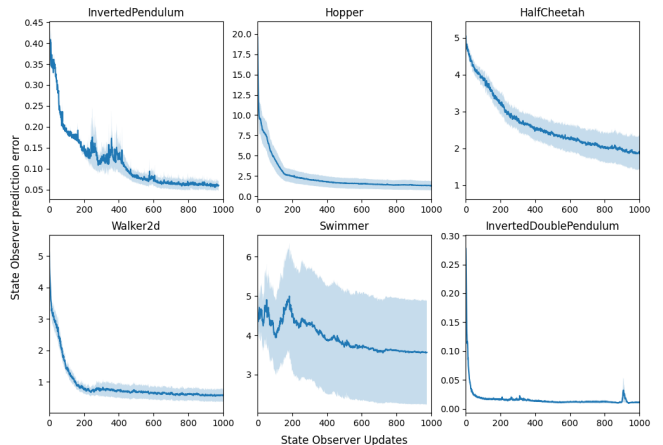 InvertedPendulum
Hopper
HalfCheetah
0.45
0.40
0.35
0.30
0.25
0.20
0.15
0.10
0.05
20.0
17.5
15.0
12.5
10.0
7.5
5.0
2.5
0.0
5
4
3
2
1
0 200 400 600 800 1000
0 200 400 600 800 1000
0 200 400 600 800 1000
State Observer prediction error
Walker2d
Swimmer
InvertedDoublePendulum
5
4
3
2
1
6
5
4
3
0.30
0.25
0.20
0.15
0.10
0.05
0.00
0 200 400 600 800 1000
0 200 400 600 800 1000
0 200 400 600 800 1000
State Observer Updates